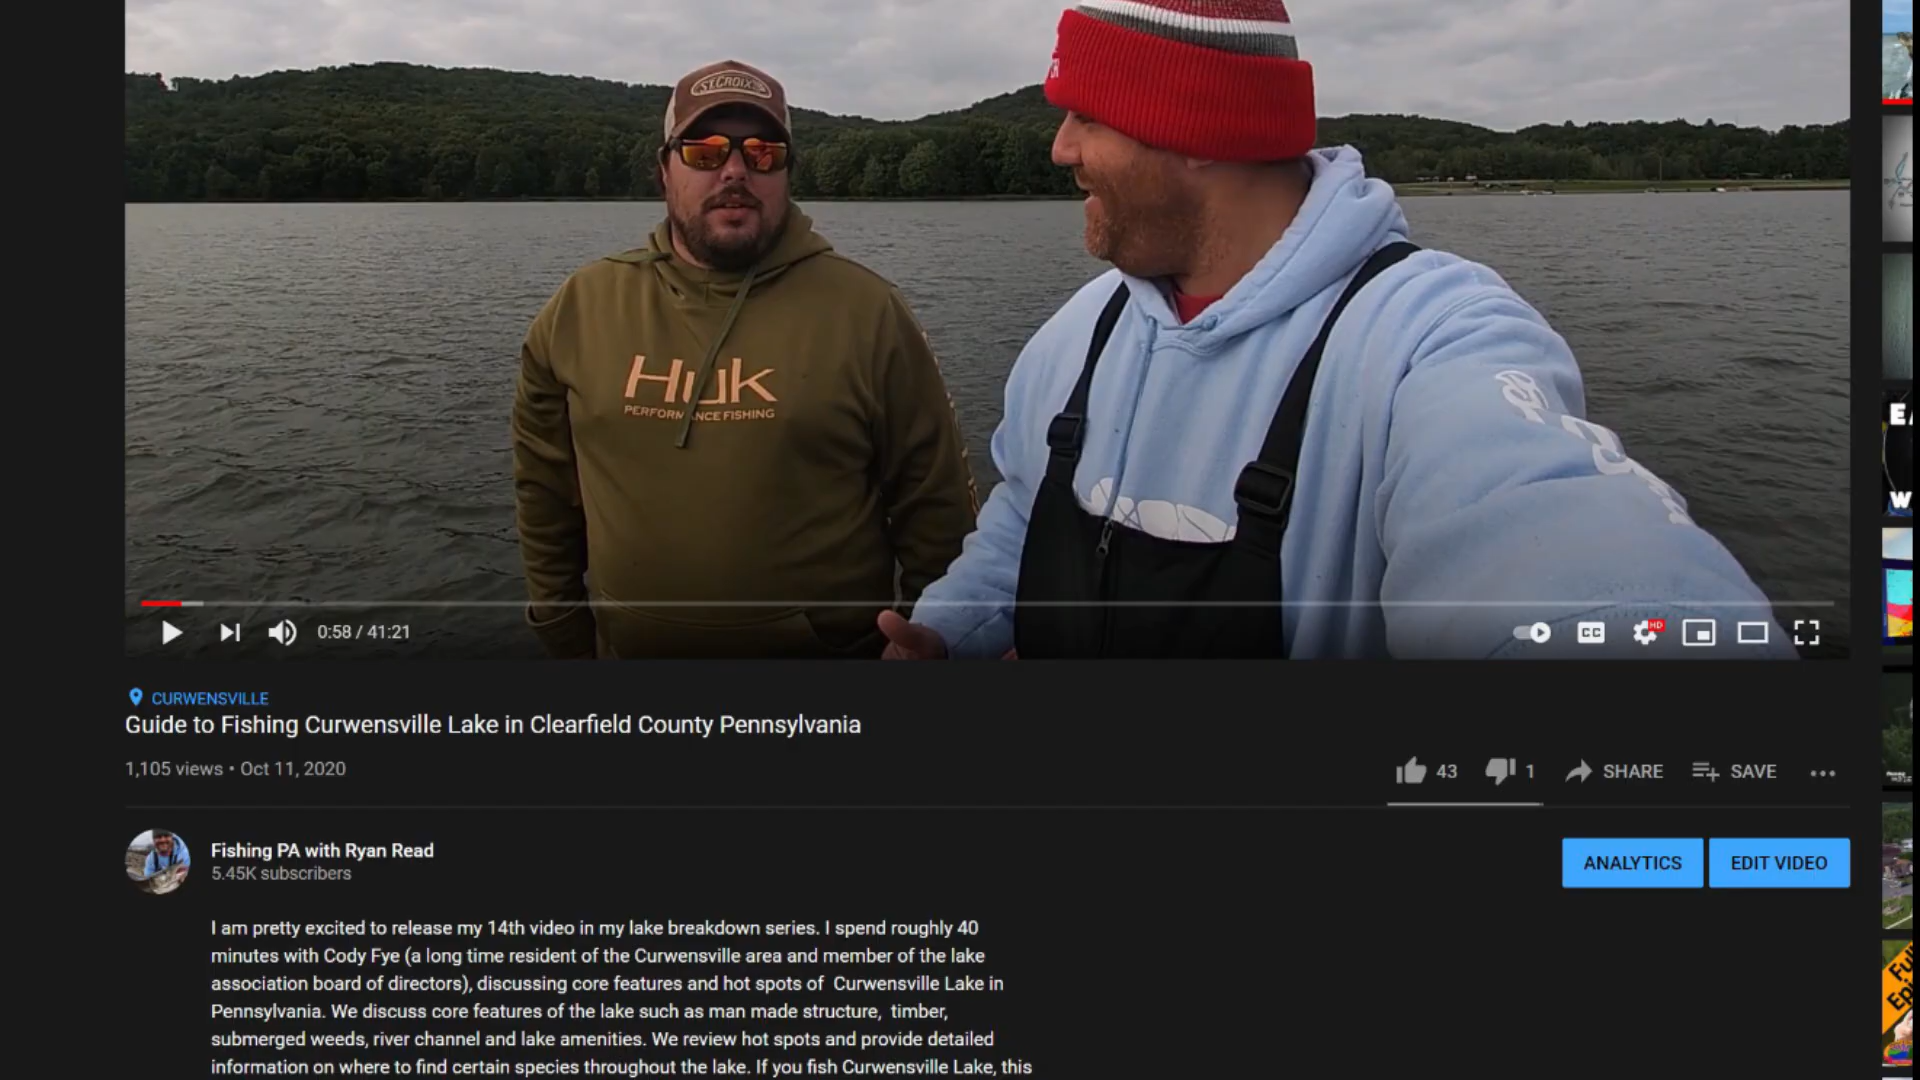 ST.CROIX
Huk
PERFORMANCE FISHING
0:58 / 41:21
CC
HD
CURWENSVILLE
Guide to Fishing Curwensville Lake in Clearfield County Pennsylvania
1,105 views • Oct 11, 2020
43
1
SHARE
SAVE
Fishing PA with Ryan Read
5.45K subscribers
ANALYTICS
EDIT VIDEO
I am pretty excited to release my 14th video in my lake breakdown series. I spend roughly 40
minutes with Cody Fye (a long time resident of the Curwensville area and member of the lake
association board of directors), discussing core features and hot spots of Curwensville Lake in
Pennsylvania. We discuss core features of the lake such as man made structure, timber,
submerged weeds, river channel and lake amenities. We review hot spots and provide detailed
information on where to find certain species throughout the lake. If you fish Curwensville Lake, this